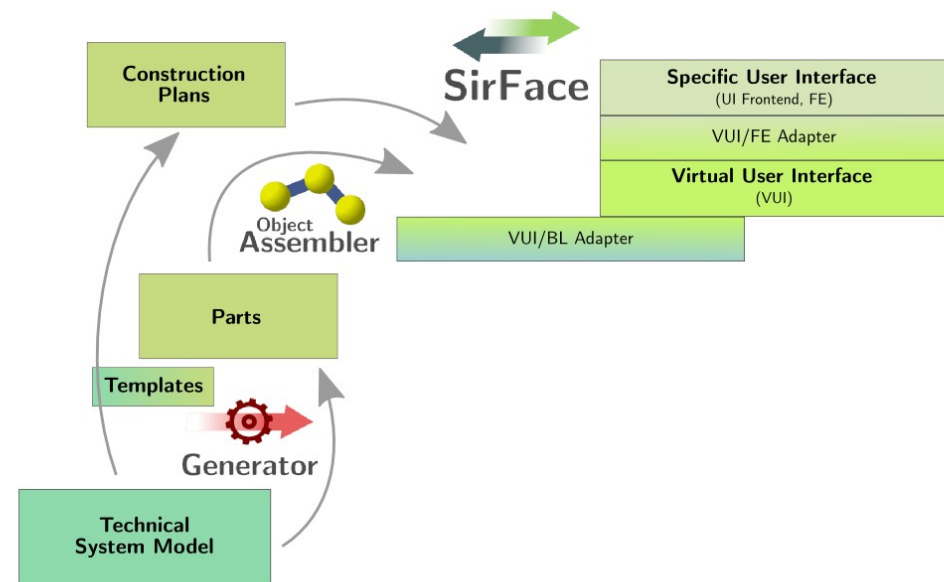 Construction
Plans
SirFace
Specific User Interface
(UI Frontend, FE)
VUI/FE Adapter
Virtual User Interface
(VUI)
Object
Assembler
VUI/BL Adapter
Parts
Templates
Generator
Technical
System Model